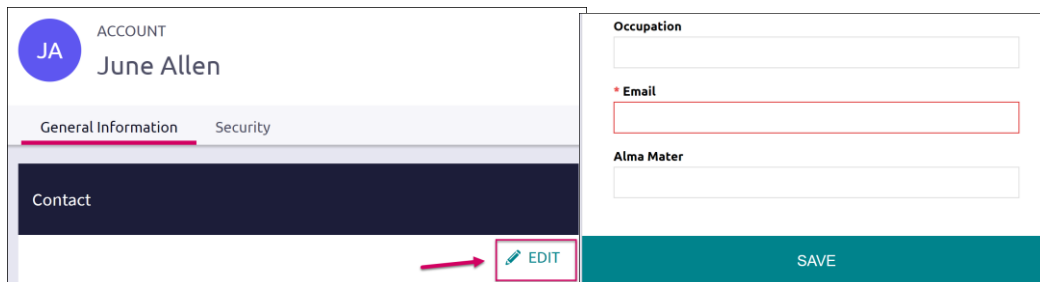 JA
ACCOUNT
June Allen
General Information Security
Contact
EDIT
Occupation
* Email
Alma Mater
SAVE